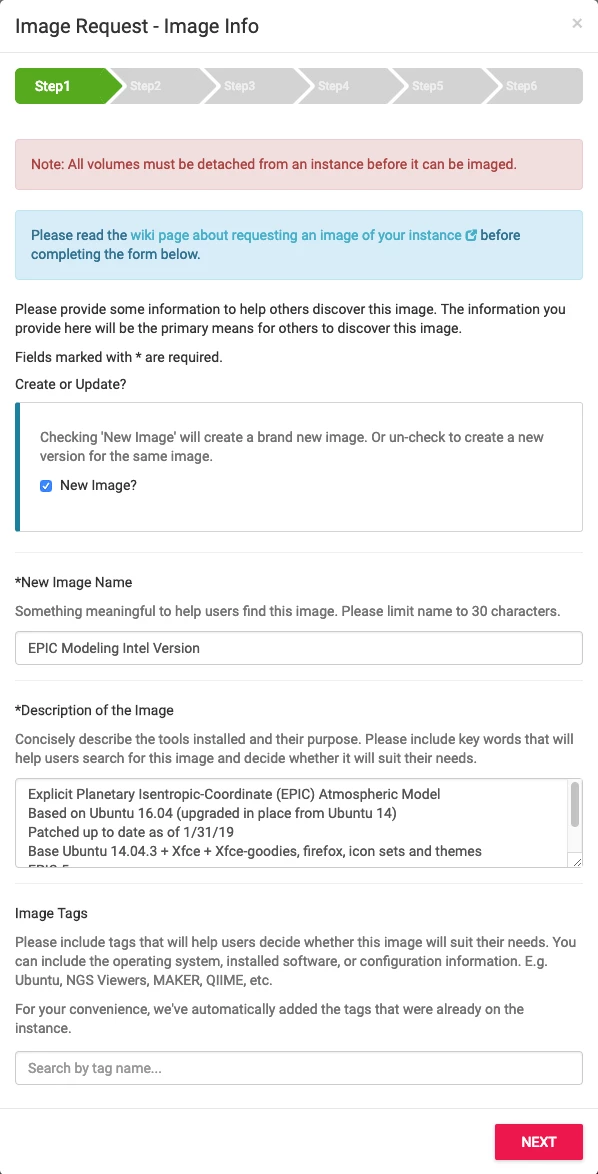 Image Request - Image Info
×
Step1
Step2
Step3
Step4
Step5
Step6
Note: All volumes must be detached from an instance before it can be imaged.
Please read the wiki page about requesting an image of your instance before
completing the form below.
Please provide some information to help others discover this image. The information you
provide here will be the primary means for others to discover this image.
Fields marked with * are required.
Create or Update?
Checking 'New Image' will create a brand new image. Or un-check to create a new
version for the same image.
New Image?
*New Image Name
Something meaningful to help users find this image. Please limit name to 30 characters.
EPIC Modeling Intel Version
*Description of the Image
Concisely describe the tools installed and their purpose. Please include key words that will
help users search for this image and decide whether it will suit their needs.
Explicit Planetary Isentropic-Coordinate (EPIC) Atmospheric Model
Based on Ubuntu 16.04 (upgraded in place from Ubuntu 14)
Patched up to date as of 1/31/19
Base Ubuntu 14.04.3 + Xfce + Xfce-goodies, firefox, icon sets and themes
Image Tags
Please include tags that will help users decide whether this image will suit their needs. You
can include the operating system, installed software, or configuration information. E.g.
Ubuntu, NGS Viewers, MAKER, QIIME, etc.
For your convenience, we've automatically added the tags that were already on the
instance.
Search by tag name...
NEXT